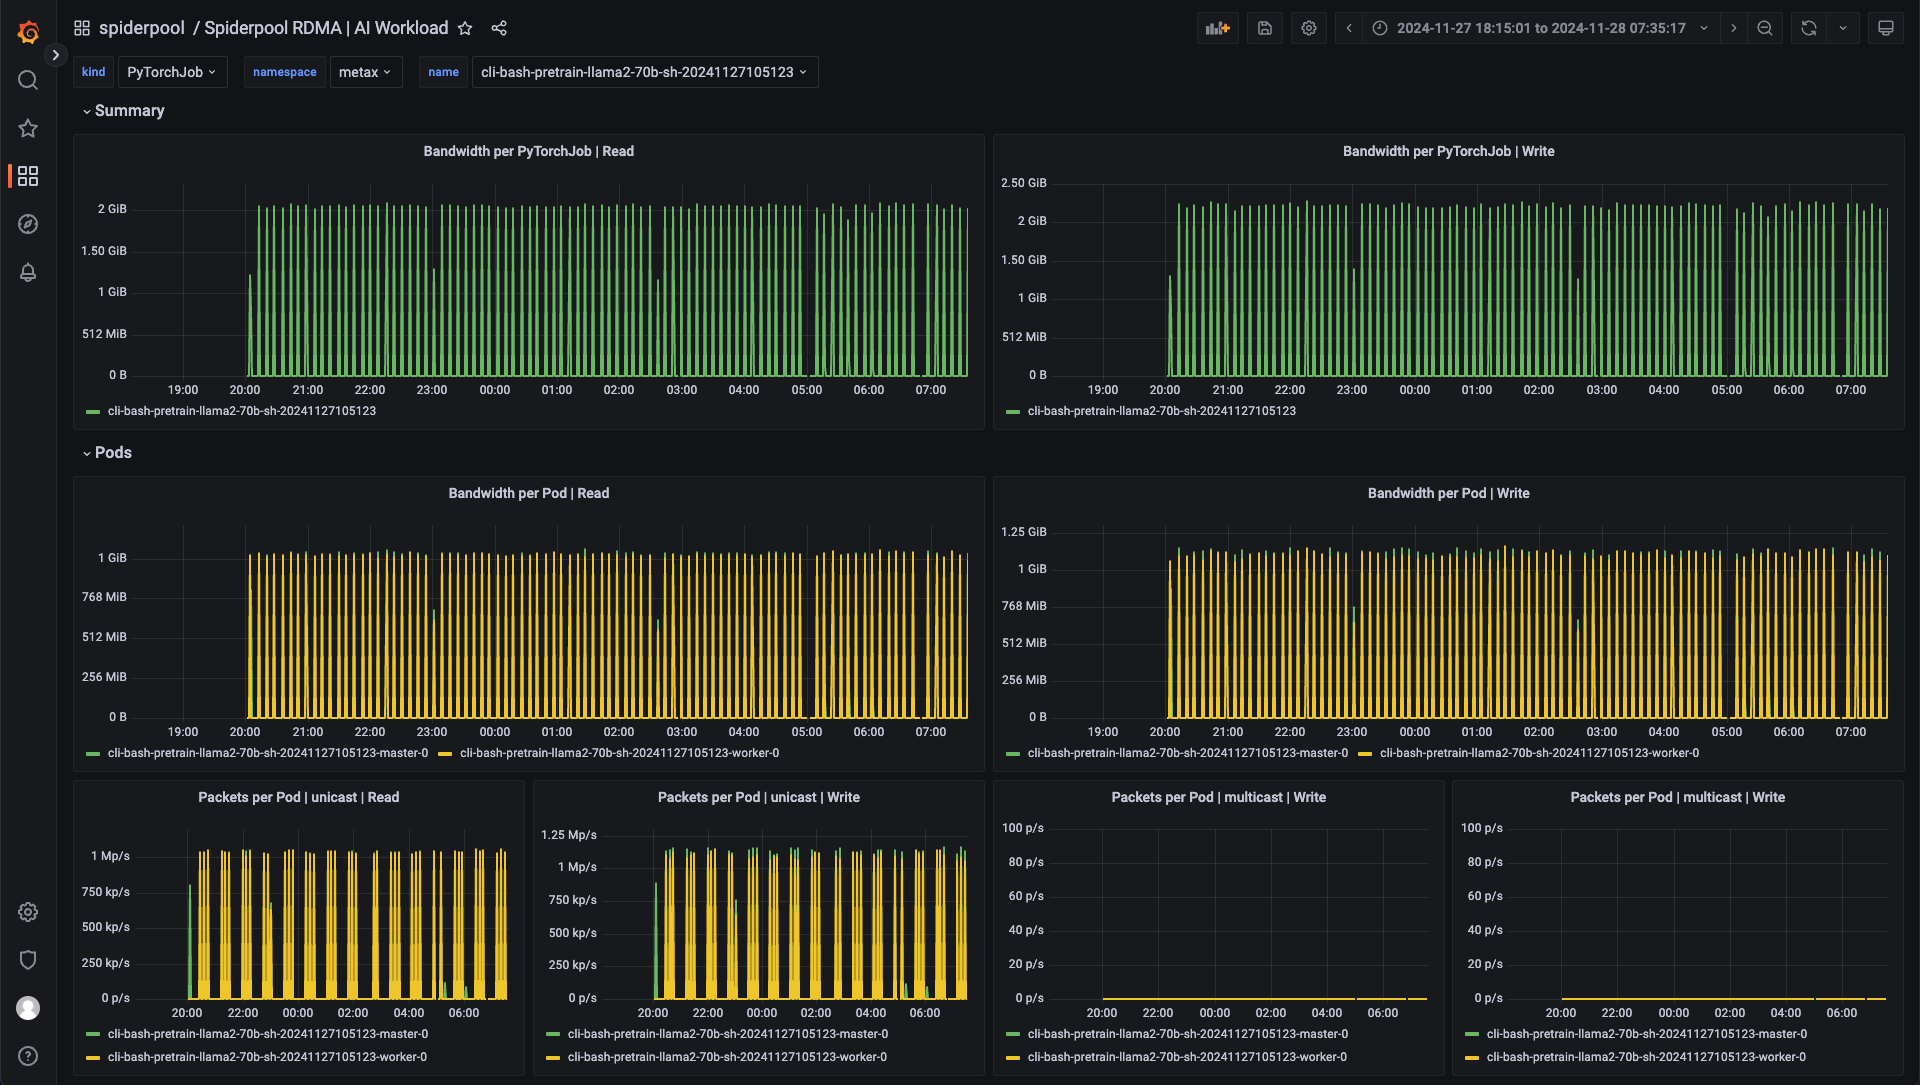 spiderpool / Spiderpool RDMA | AI Workload
2024-11-27 18:15:01 to 2024-11-28 07:35:17
kind PyTorchJob namespace metax name cli-bash-pretrain-llama2-70b-sh-20241127105123
Summary
Bandwidth per PyTorchJob | Read
2 GiB
1.50 GiB
1 GiB
512 MiB
0 B
19:00 20:00 21:00 22:00 23:00 00:00 01:00 02:00 03:00 04:00 05:00 06:00 07:00
cli-bash-pretrain-llama2-70b-sh-20241127105123
Bandwidth per PyTorchJob | Write
2.50 GiB
2 GiB
1.50 GiB
1 GiB
512 MiB
0 B
19:00 20:00 21:00 22:00 23:00 00:00 01:00 02:00 03:00 04:00 05:00 06:00 07:00
cli-bash-pretrain-llama2-70b-sh-20241127105123
Pods
Bandwidth per Pod | Read
1 GiB
768 MiB
512 MiB
256 MiB
0 B
19:00 20:00 21:00 22:00 23:00 00:00 01:00 02:00 03:00 04:00 05:00 06:00 07:00
cli-bash-pretrain-llama2-70b-sh-20241127105123-master-0 cli-bash-pretrain-llama2-70b-sh-20241127105123-worker-0
Bandwidth per Pod | Write
1.25 GiB
1 GiB
768 MiB
512 MiB
256 MiB
0 B
19:00 20:00 21:00 22:00 23:00 00:00 01:00 02:00 03:00 04:00 05:00 06:00 07:00
cli-bash-pretrain-llama2-70b-sh-20241127105123-master-0 cli-bash-pretrain-llama2-70b-sh-20241127105123-worker-0
Packets per Pod | unicast | Read
1 Mp/s
750 kp/s
500 kp/s
250 kp/s
0 p/s
20:00 22:00 00:00 02:00 04:00 06:00
cli-bash-pretrain-llama2-70b-sh-20241127105123-master-0
cli-bash-pretrain-llama2-70b-sh-20241127105123-worker-0
Packets per Pod | unicast | Write
1.25 Mp/s
1 Mp/s
750 kp/s
500 kp/s
250 kp/s
0 p/s
20:00 22:00 00:00 02:00 04:00 06:00
cli-bash-pretrain-llama2-70b-sh-20241127105123-master-0
cli-bash-pretrain-llama2-70b-sh-20241127105123-worker-0
Packets per Pod | multicast | Write
100 p/s
80 p/s
60 p/s
40 p/s
20 p/s
0 p/s
20:00 22:00 00:00 02:00 04:00 06:00
cli-bash-pretrain-llama2-70b-sh-20241127105123-master-0
cli-bash-pretrain-llama2-70b-sh-20241127105123-worker-0
Packets per Pod | multicast | Write
100 p/s
80 p/s
60 p/s
40 p/s
20 p/s
0 p/s
20:00 22:00 00:00 02:00 04:00 06:00
cli-bash-pretrain-llama2-70b-sh-20241127105123-master-0
cli-bash-pretrain-llama2-70b-sh-20241127105123-worker-0